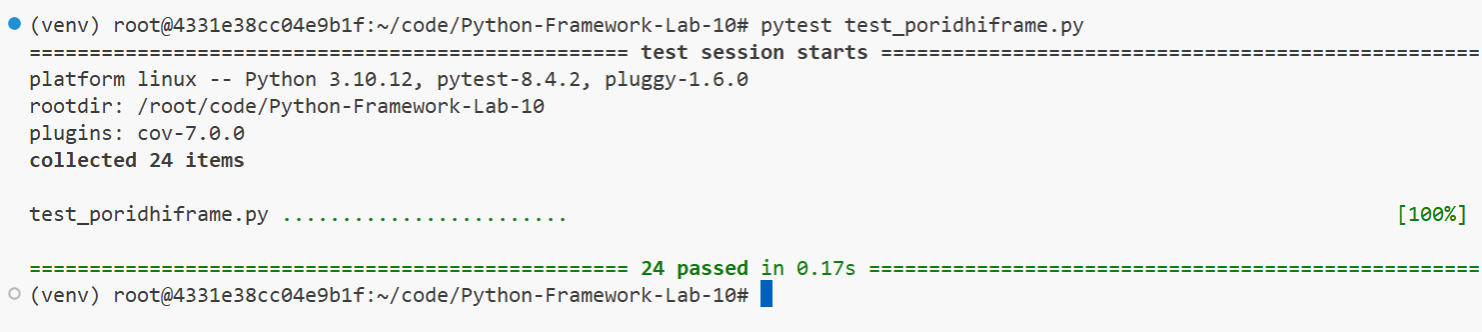 (venv) root@4331e38cc04e9b1f:~/code/Python-Framework-Lab-10# pytest test_poridhiframe.py
================================================== test session starts ==================================================
platform linux -- Python 3.10.12, pytest-8.4.2, pluggy-1.6.0
rootdir: /root/code/Python-Framework-Lab-10
plugins: cov-7.0.0
collected 24 items
test_poridhiframe.py ........................ [100%]
================================================== 24 passed in 0.17s ===================================================
(venv) root@4331e38cc04e9b1f:~/code/Python-Framework-Lab-10#